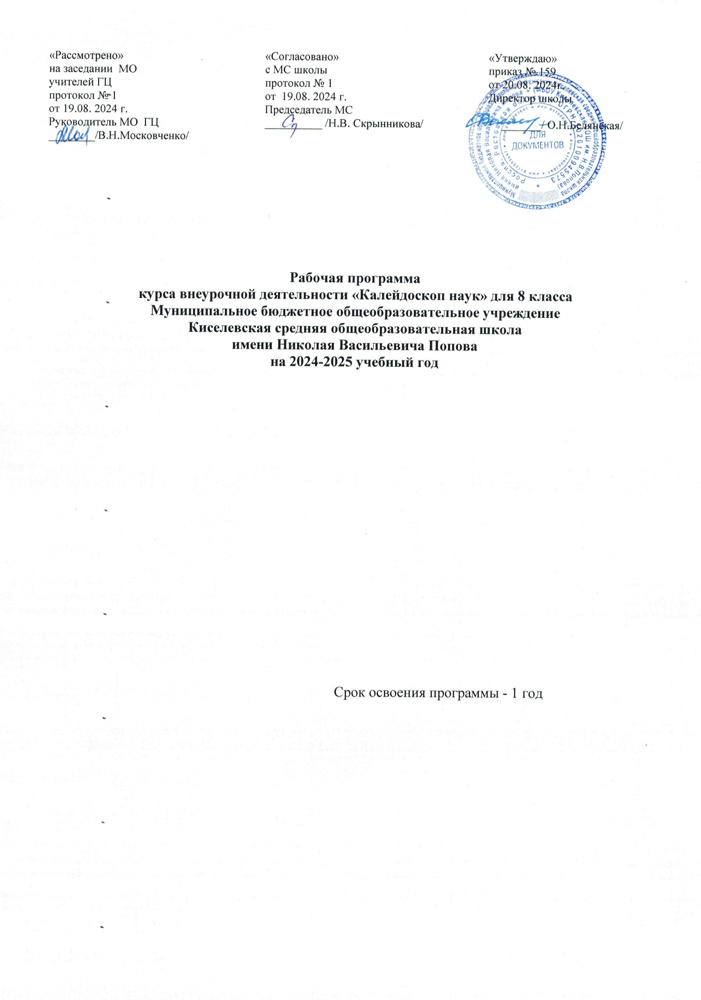 «Рассмотрено»
на заседании МО
учителей ГЦ
протокол № 1
от 19.08. 2024 г.
Руководитель МО ГЦ
________/В.Н.Московченко/
«Согласовано»
с МС школы
протокол № 1
от 19.08. 2024 г.
Председатель МС
__________ /Н.В. Скрынникова/
«Утверждаю»
приказ № 159
от 20.08. 2024г.
Директор школы
_______/ О.Н.Белянская/
ДЛЯ
ДОКУМЕНТОВ
Рабочая программа
курса внеурочной деятельности «Калейдоскоп наук» для 8 класса
Муниципальное бюджетное общеобразовательное учреждение
Киселевская средняя общеобразовательная школа
имени Николая Васильевича Попова
на 2024-2025 учебный год
Срок освоения программы - 1 год